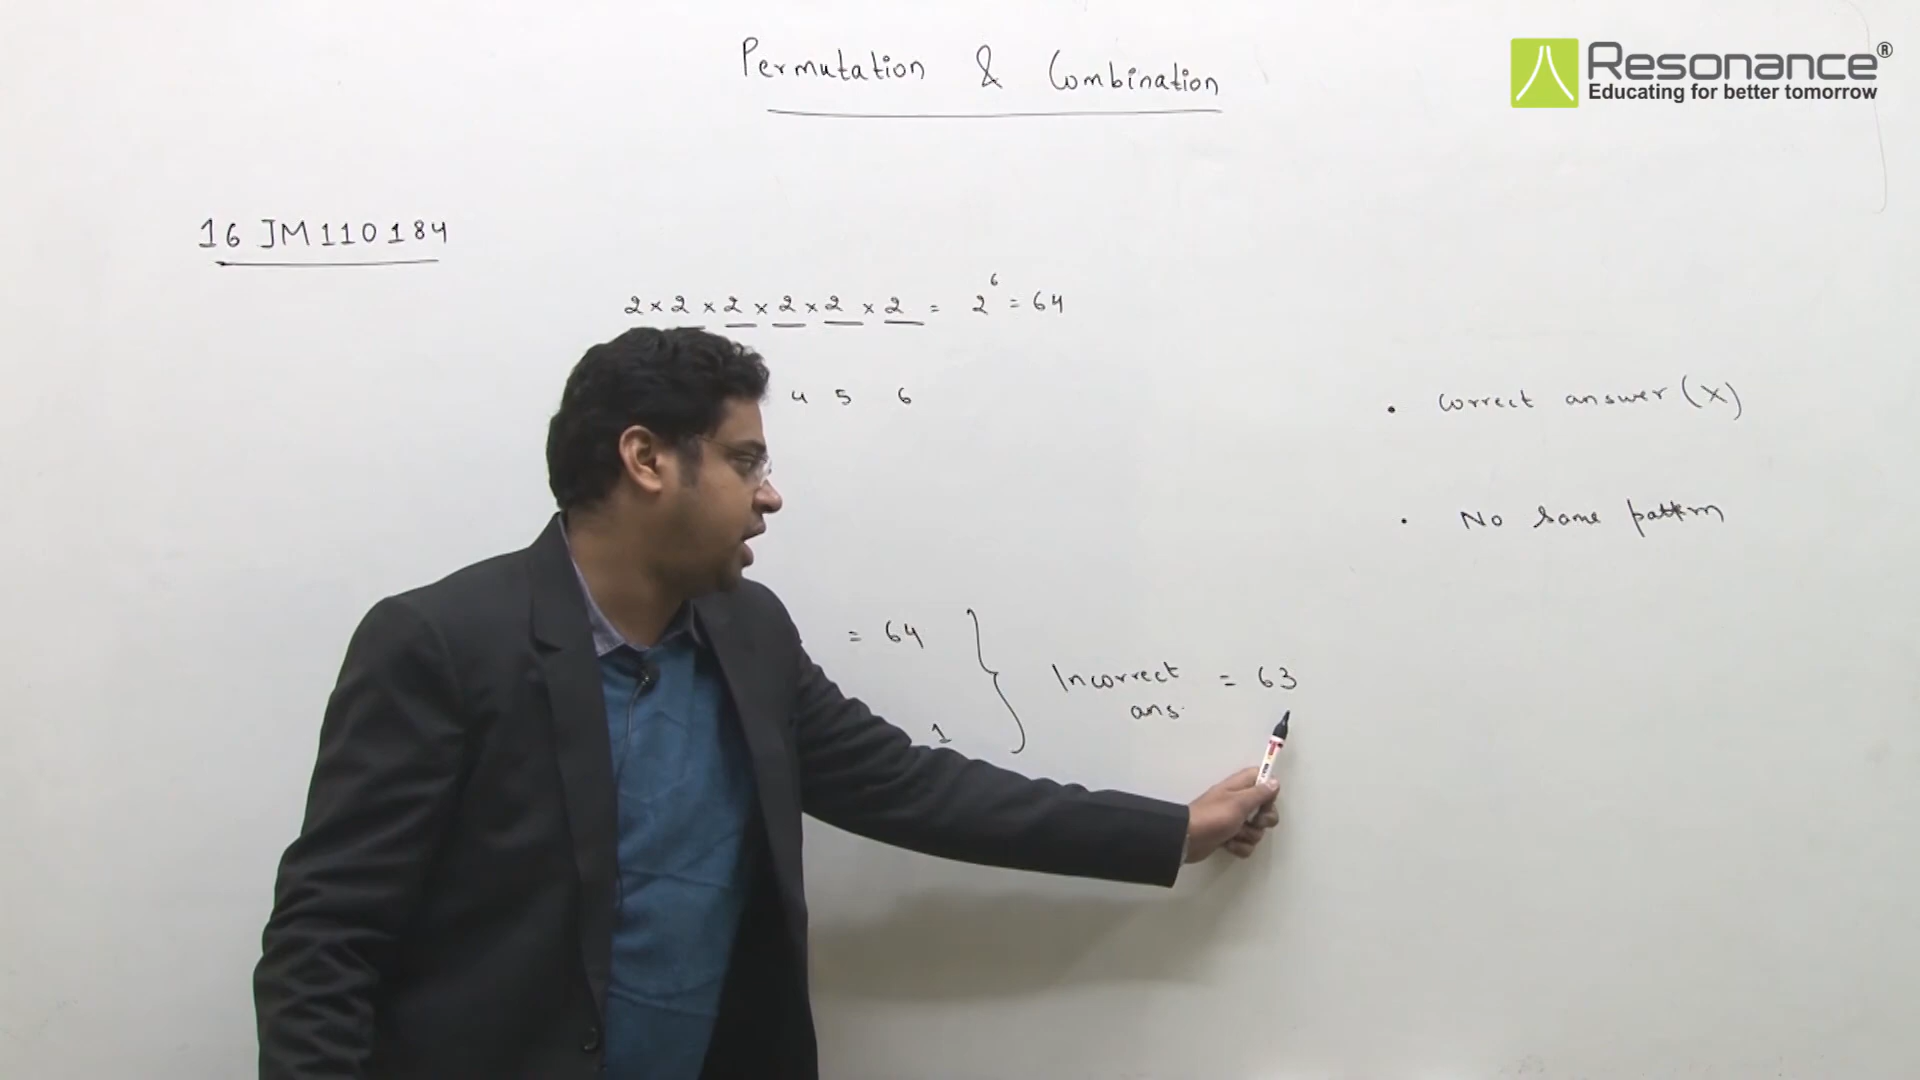 Permutation & Combination
Resonance®
Educating for better tomorrow
16 JM110184
2 × 2 × 2 × 2 × 2 × 2 = 2⁶ = 64
4 5 6
• Correct answer (X)
• No same pattern
= 64
Incorrect = 63
ans.
1